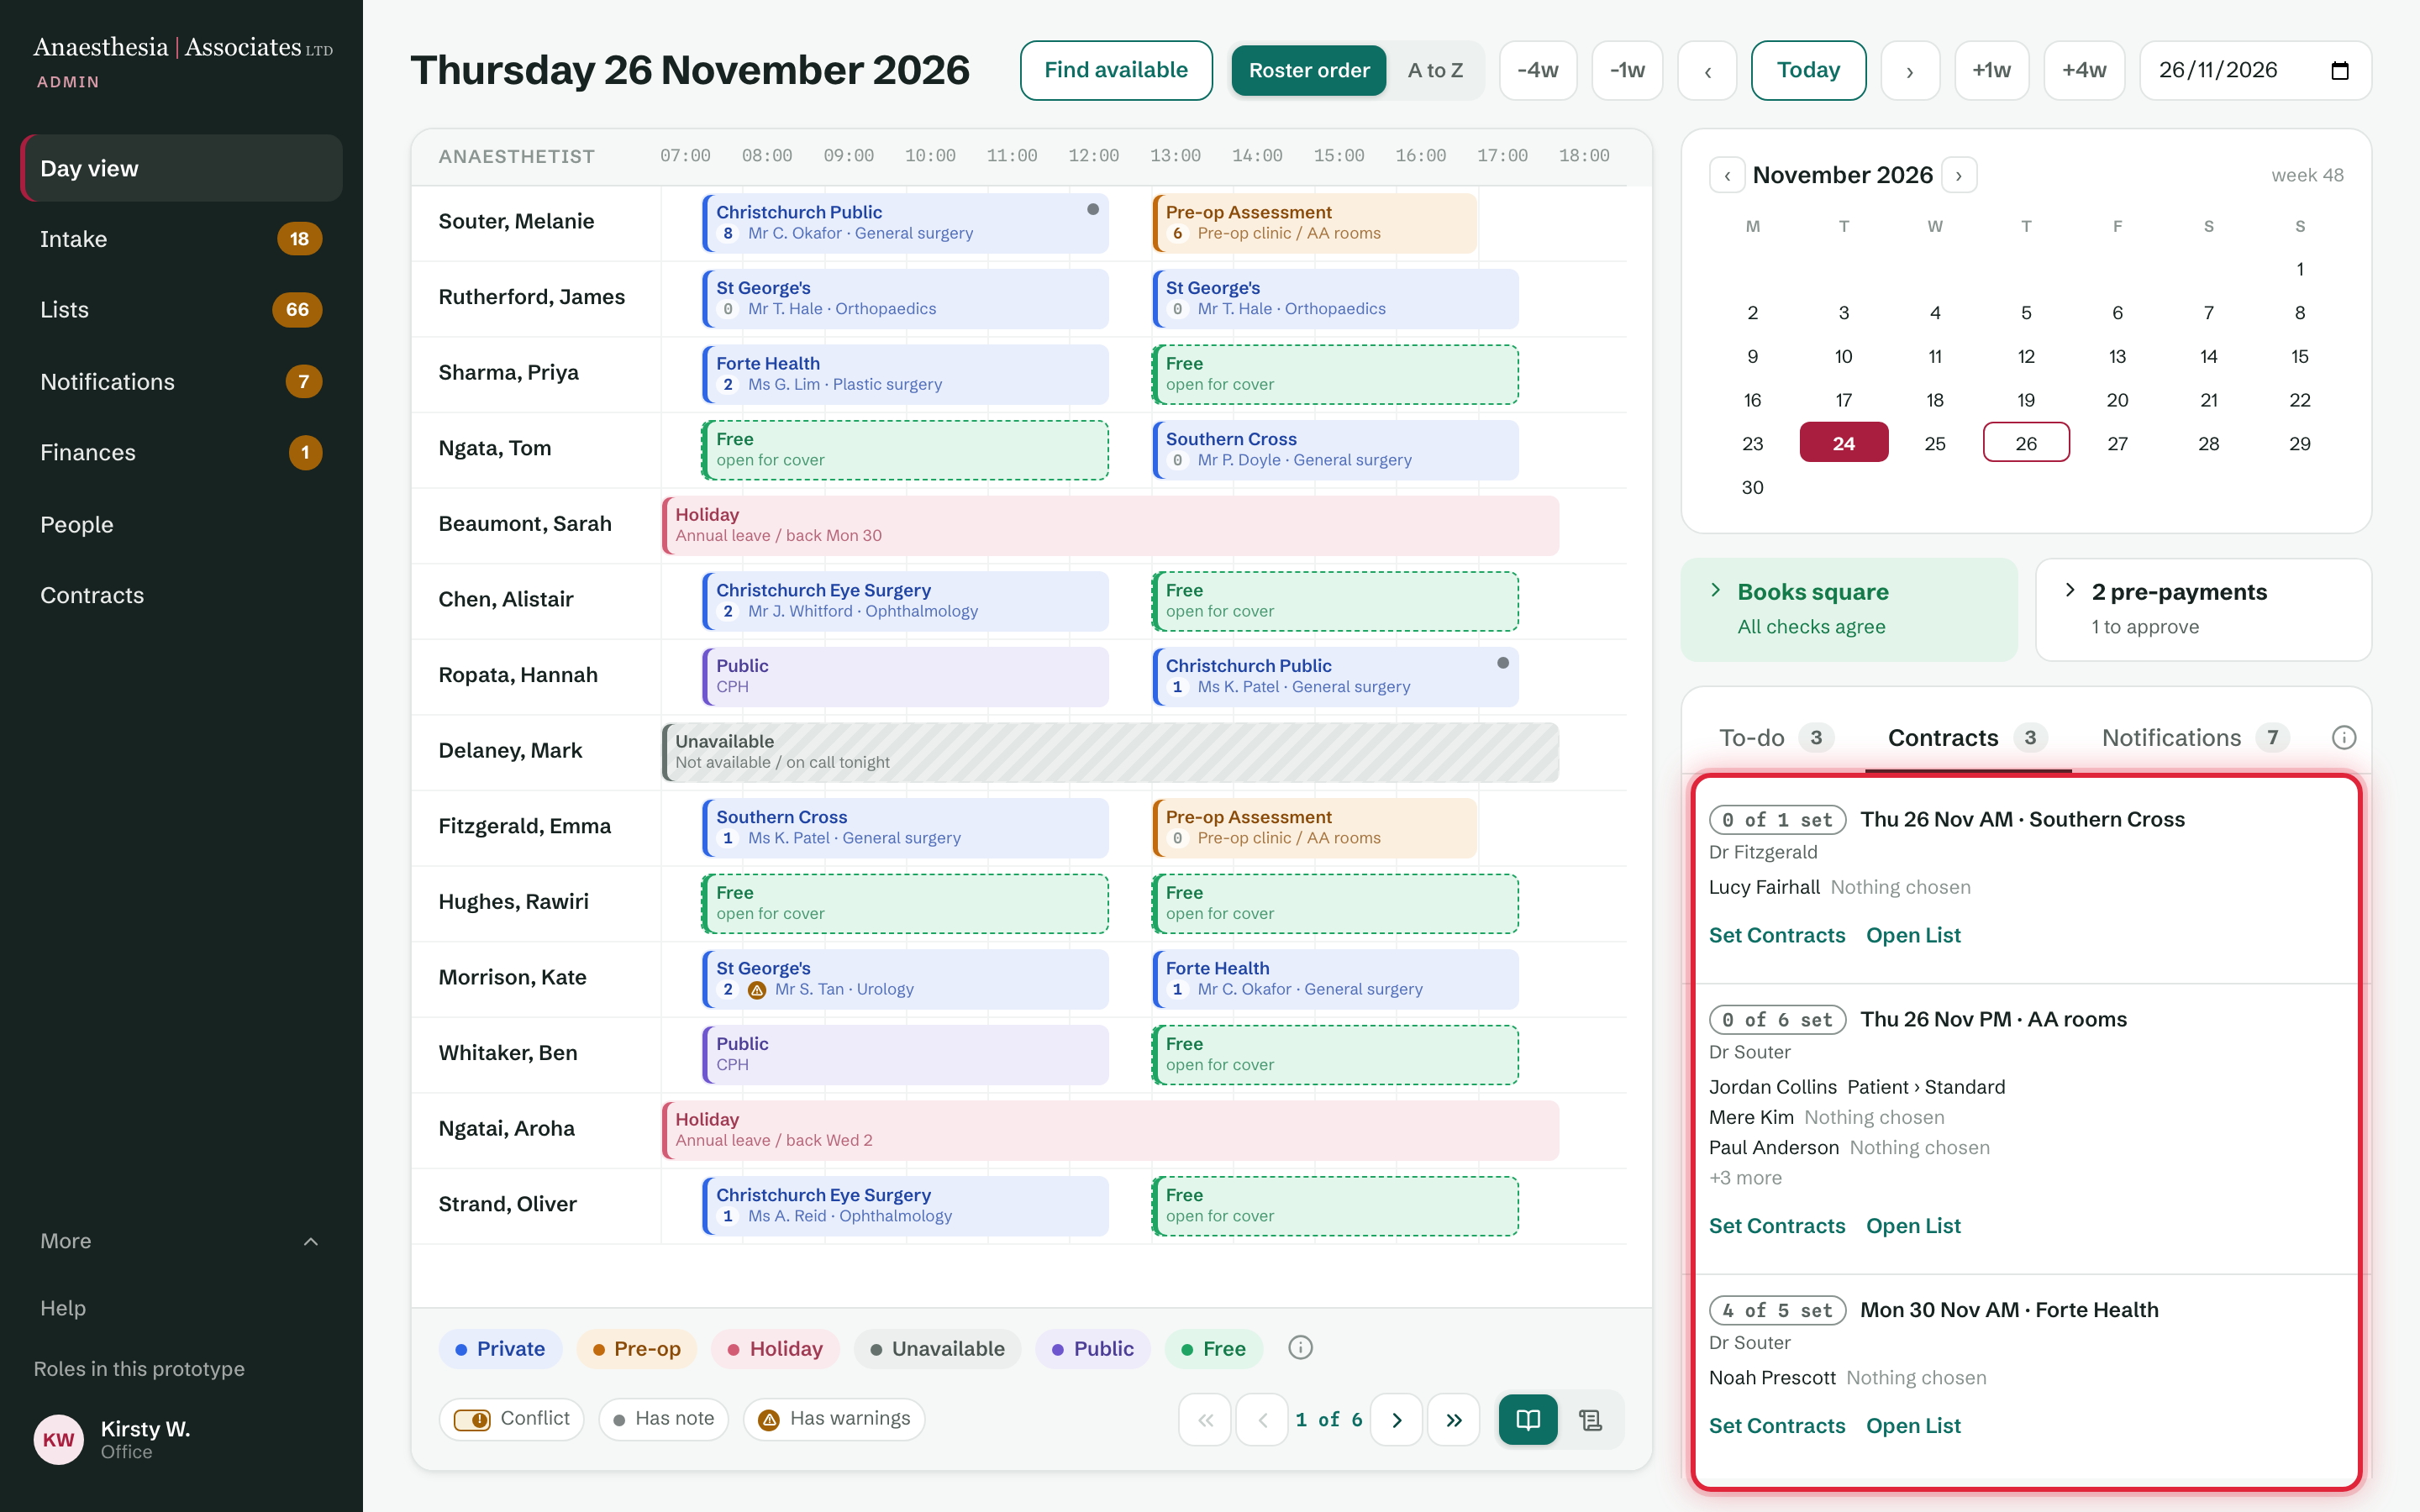 Anaesthesia | Associates LTD
ADMIN
Day view
Intake 18
Lists 66
Notifications 7
Finances 1
People
Contracts
More
Help
Roles in this prototype
KW
Kirsty W.
Office
Thursday 26 November 2026
Find available
Roster order
A to Z
-4w
-1w
‹
Today
›
+1w
+4w
26/11/2026
ANAESTHETIST 07:00 08:00 09:00 10:00 11:00 12:00 13:00 14:00 15:00 16:00 17:00 18:00
Souter, Melanie
Christchurch Public
8 Mr C. Okafor · General surgery
Pre-op Assessment
6 Pre-op clinic / AA rooms
Rutherford, James
St George's
0 Mr T. Hale · Orthopaedics
St George's
0 Mr T. Hale · Orthopaedics
Sharma, Priya
Forte Health
2 Ms G. Lim · Plastic surgery
Free
open for cover
Ngata, Tom
Free
open for cover
Southern Cross
0 Mr P. Doyle · General surgery
Beaumont, Sarah
Holiday
Annual leave / back Mon 30
Chen, Alistair
Christchurch Eye Surgery
2 Mr J. Whitford · Ophthalmology
Free
open for cover
Ropata, Hannah
Public
CPH
Christchurch Public
1 Ms K. Patel · General surgery
Delaney, Mark
Unavailable
Not available / on call tonight
Fitzgerald, Emma
Southern Cross
1 Ms K. Patel · General surgery
Pre-op Assessment
0 Pre-op clinic / AA rooms
Hughes, Rawiri
Free
open for cover
Free
open for cover
Morrison, Kate
St George's
2 Mr S. Tan · Urology
Forte Health
1 Mr C. Okafor · General surgery
Whitaker, Ben
Public
CPH
Free
open for cover
Ngatai, Aroha
Holiday
Annual leave / back Wed 2
Strand, Oliver
Christchurch Eye Surgery
1 Ms A. Reid · Ophthalmology
Free
open for cover
Private
Pre-op
Holiday
Unavailable
Public
Free
Conflict
Has note
Has warnings
« ‹ 1 of 6 › »
‹ November 2026 › week 48
M T W T F S S
1
2 3 4 5 6 7 8
9 10 11 12 13 14 15
16 17 18 19 20 21 22
23 24 25 26 27 28 29
30
Books square
All checks agree
2 pre-payments
1 to approve
To-do 3
Contracts 3
Notifications 7
0 of 1 set Thu 26 Nov AM · Southern Cross
Dr Fitzgerald
Lucy Fairhall Nothing chosen
Set Contracts Open List
0 of 6 set Thu 26 Nov PM · AA rooms
Dr Souter
Jordan Collins Patient › Standard
Mere Kim Nothing chosen
Paul Anderson Nothing chosen
+3 more
Set Contracts Open List
4 of 5 set Mon 30 Nov AM · Forte Health
Dr Souter
Noah Prescott Nothing chosen
Set Contracts Open List